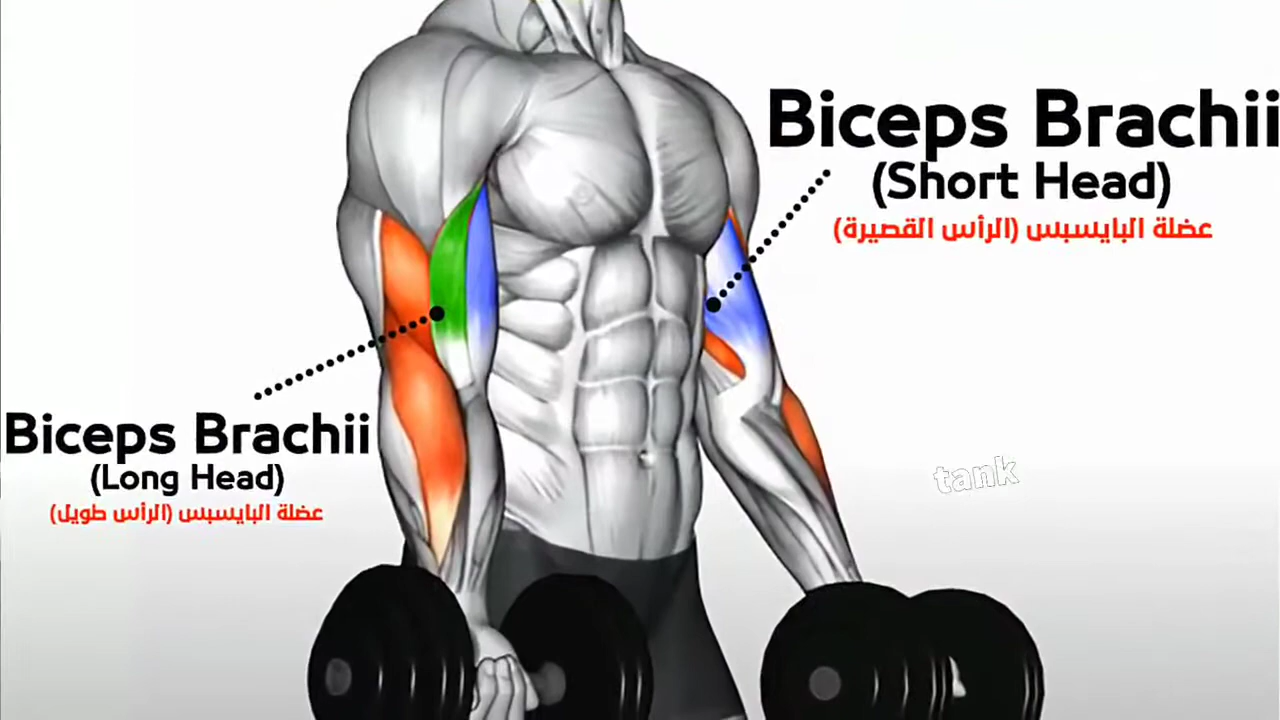 Biceps Brachii
(Short Head)
عضلة البايسبس (الرأس القصيرة)
Biceps Brachii
(Long Head)
عضلة البايسبس (الرأس طويل)
tank